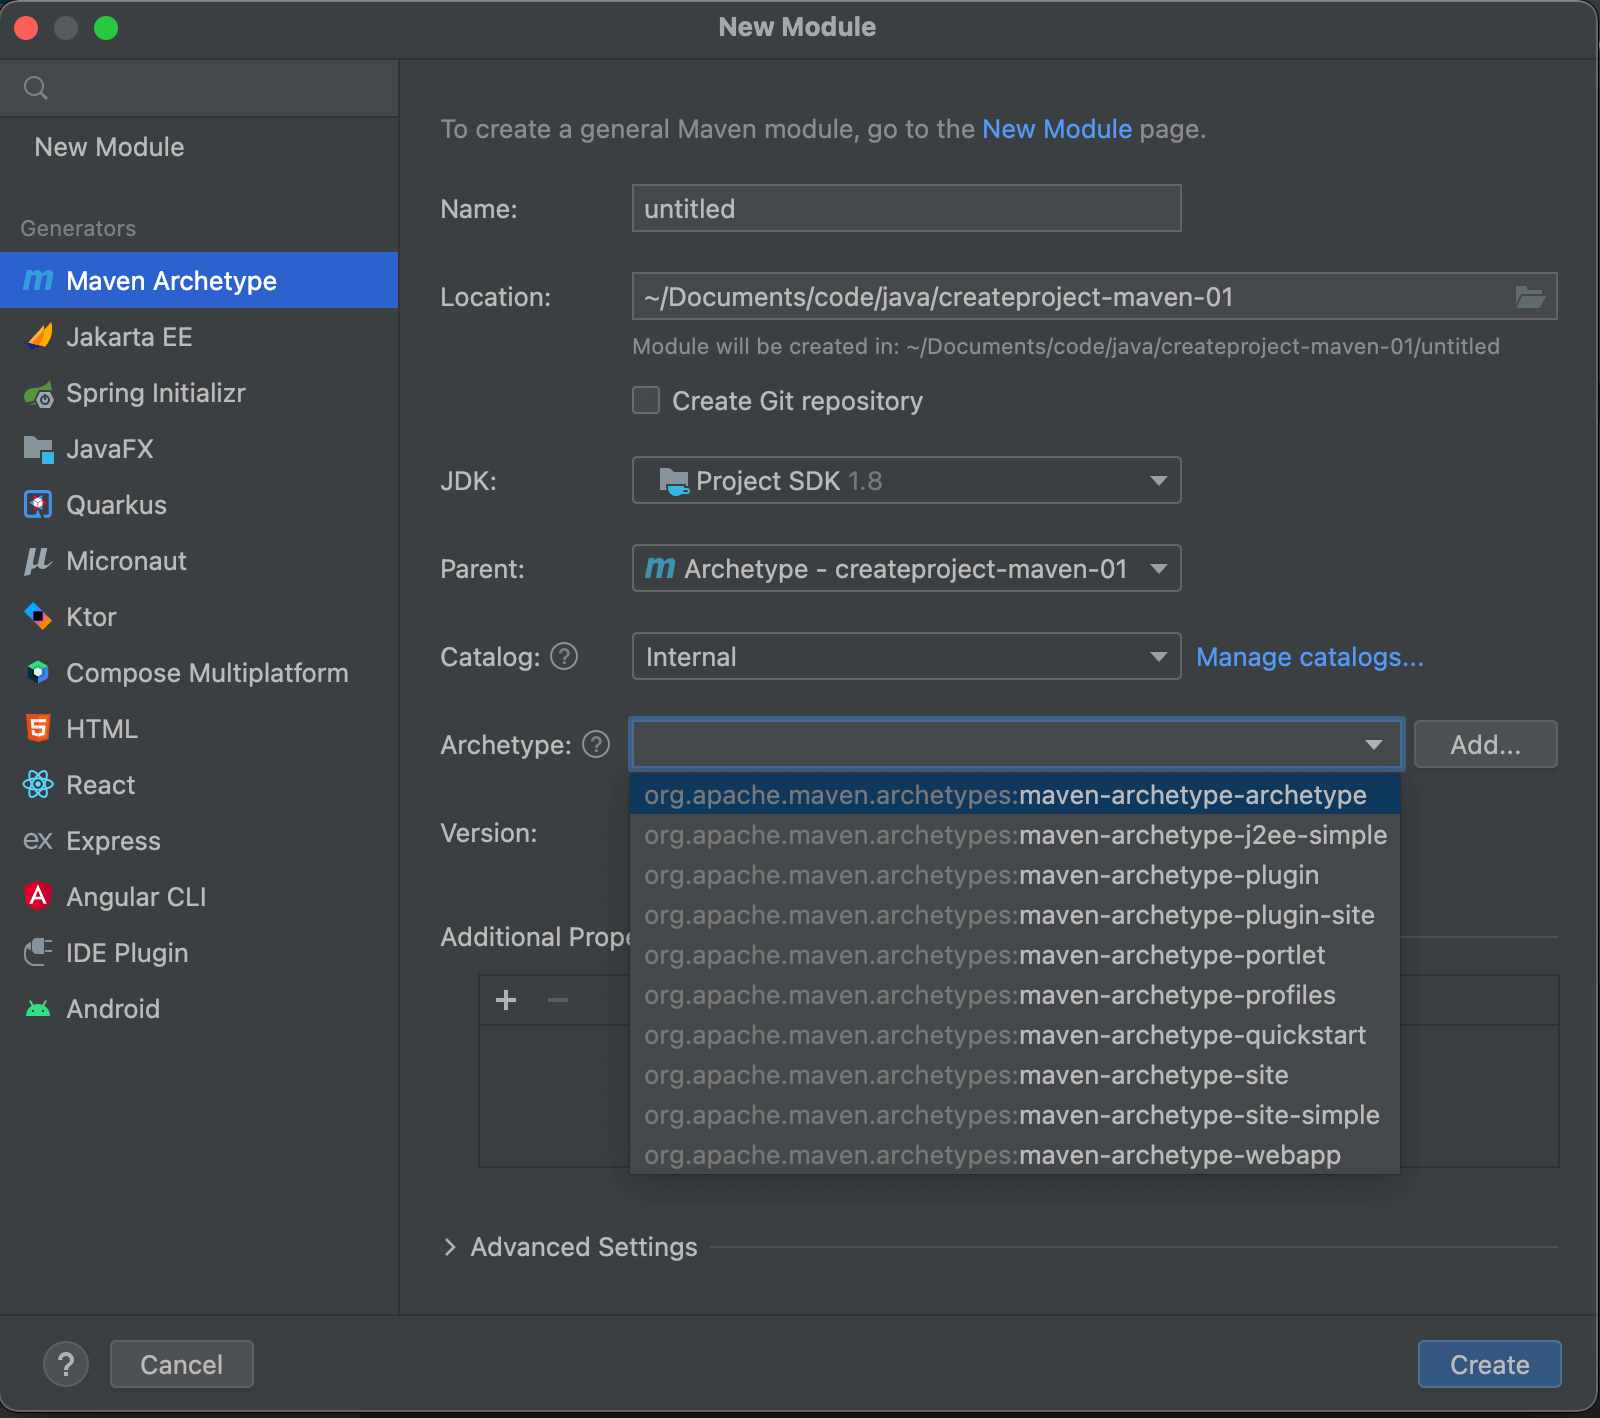 New Module
New Module
Generators
Maven Archetype
Jakarta EE
Spring Initializr
JavaFX
Quarkus
Micronaut
Ktor
Compose Multiplatform
HTML
React
ex Express
Angular CLI
IDE Plugin
Android
To create a general Maven module, go to the New Module page.
Name: untitled
Location: ~/Documents/code/java/createproject-maven-01
Module will be created in: ~/Documents/code/java/createproject-maven-01/untitled
Create Git repository
JDK: Project SDK 1.8
Parent: m Archetype - createproject-maven-01
Catalog: ? Internal Manage catalogs...
Archetype: ? Add...
org.apache.maven.archetypes:maven-archetype-archetype
Version:
org.apache.maven.archetypes:maven-archetype-j2ee-simple
org.apache.maven.archetypes:maven-archetype-plugin
org.apache.maven.archetypes:maven-archetype-plugin-site
Additional Prope
org.apache.maven.archetypes:maven-archetype-portlet
org.apache.maven.archetypes:maven-archetype-profiles
org.apache.maven.archetypes:maven-archetype-quickstart
org.apache.maven.archetypes:maven-archetype-site
org.apache.maven.archetypes:maven-archetype-site-simple
org.apache.maven.archetypes:maven-archetype-webapp
Advanced Settings
? Cancel Create